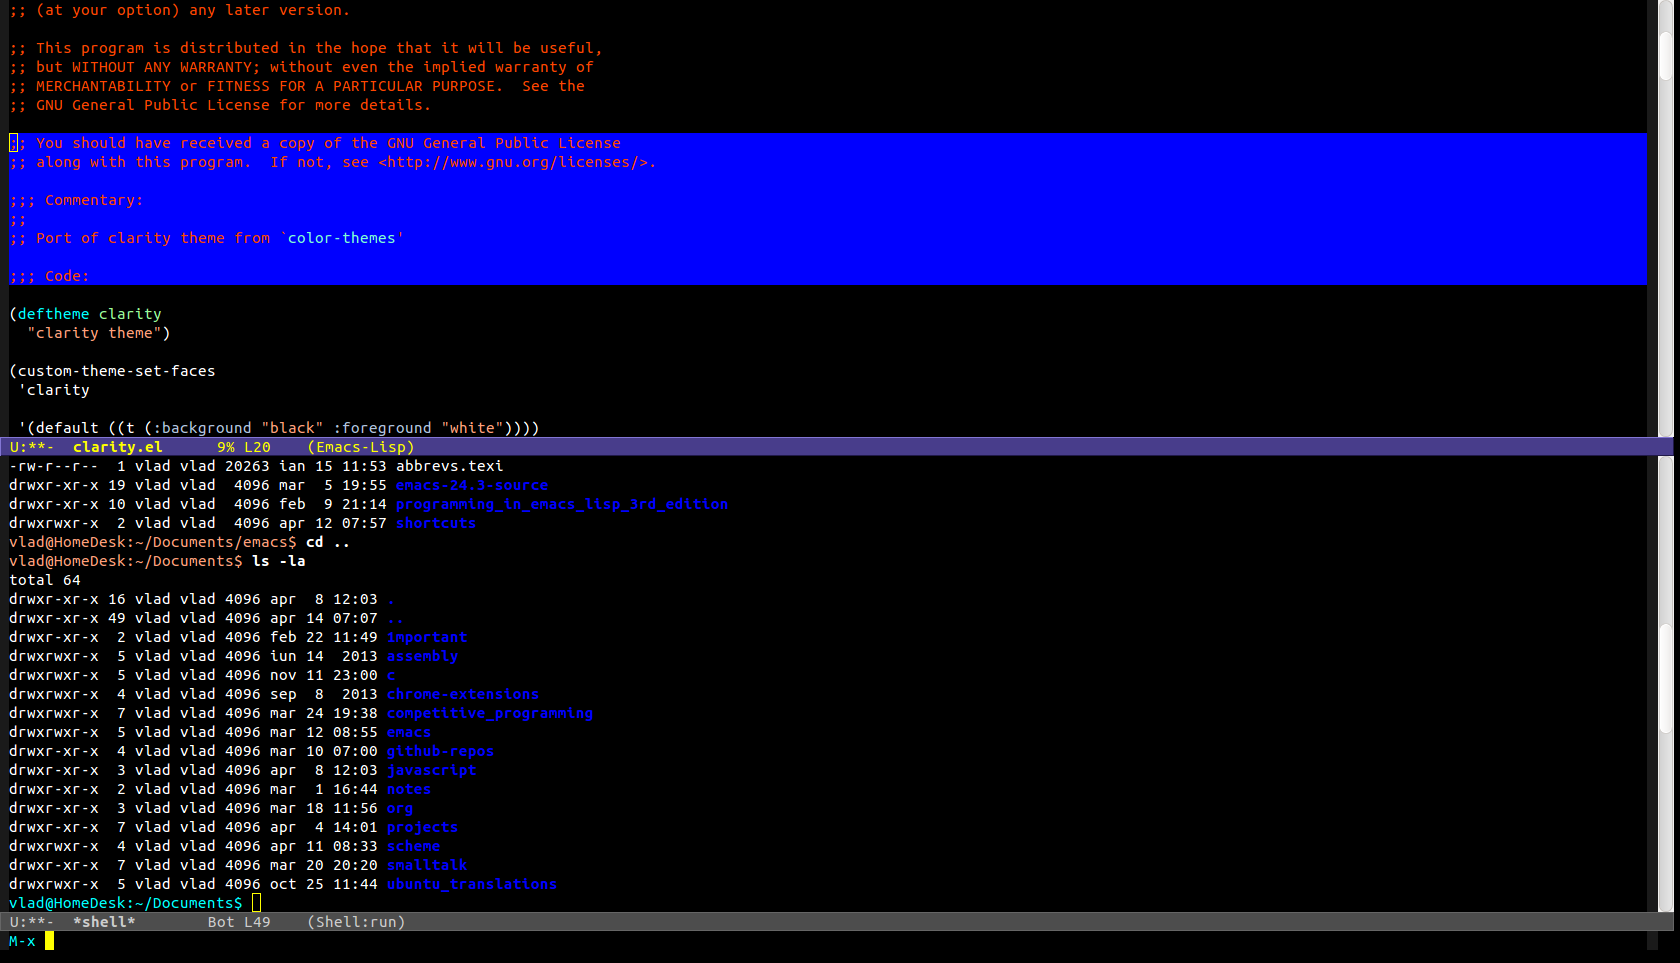 ;; (at your option) any later version.

;; This program is distributed in the hope that it will be useful,
;; but WITHOUT ANY WARRANTY; without even the implied warranty of
;; MERCHANTABILITY or FITNESS FOR A PARTICULAR PURPOSE.  See the
;; GNU General Public License for more details.

;; You should have received a copy of the GNU General Public License
;; along with this program.  If not, see <http://www.gnu.org/licenses/>.

;;; Commentary:
;;
;; Port of clarity theme from `color-themes'

;;; Code:

(deftheme clarity
  "clarity theme")

(custom-theme-set-faces
 'clarity

 '(default ((t (:background "black" :foreground "white"))))
U:**-  clarity.el      9% L20    (Emacs-Lisp)
-rw-r--r--  1 vlad vlad 20263 ian 15 11:53 abbrevs.texi
drwxr-xr-x 19 vlad vlad  4096 mar  5 19:55 emacs-24.3-source
drwxr-xr-x 10 vlad vlad  4096 feb  9 21:14 programming_in_emacs_lisp_3rd_edition
drwxrwxr-x  2 vlad vlad  4096 apr 12 07:57 shortcuts
vlad@HomeDesk:~/Documents/emacs$ cd ..
vlad@HomeDesk:~/Documents$ ls -la
total 64
drwxr-xr-x 16 vlad vlad 4096 apr  8 12:03 .
drwxr-xr-x 49 vlad vlad 4096 apr 14 07:07 ..
drwxr-xr-x  2 vlad vlad 4096 feb 22 11:49 important
drwxrwxr-x  5 vlad vlad 4096 iun 14  2013 assembly
drwxrwxr-x  5 vlad vlad 4096 nov 11 23:00 c
drwxrwxr-x  4 vlad vlad 4096 sep  8  2013 chrome-extensions
drwxrwxr-x  7 vlad vlad 4096 mar 24 19:38 competitive_programming
drwxrwxr-x  5 vlad vlad 4096 mar 12 08:55 emacs
drwxrwxr-x  4 vlad vlad 4096 mar 10 07:00 github-repos
drwxr-xr-x  3 vlad vlad 4096 apr  8 12:03 javascript
drwxrwxr-x  2 vlad vlad 4096 mar  1 16:44 notes
drwxr-xr-x  3 vlad vlad 4096 mar 18 11:56 org
drwxr-xr-x  7 vlad vlad 4096 apr  4 14:01 projects
drwxrwxr-x  4 vlad vlad 4096 apr 11 08:33 scheme
drwxr-xr-x  7 vlad vlad 4096 mar 20 20:20 smalltalk
drwxrwxr-x  5 vlad vlad 4096 oct 25 11:44 ubuntu_translations
vlad@HomeDesk:~/Documents$
U:**-  *shell*        Bot L49    (Shell:run)
M-x